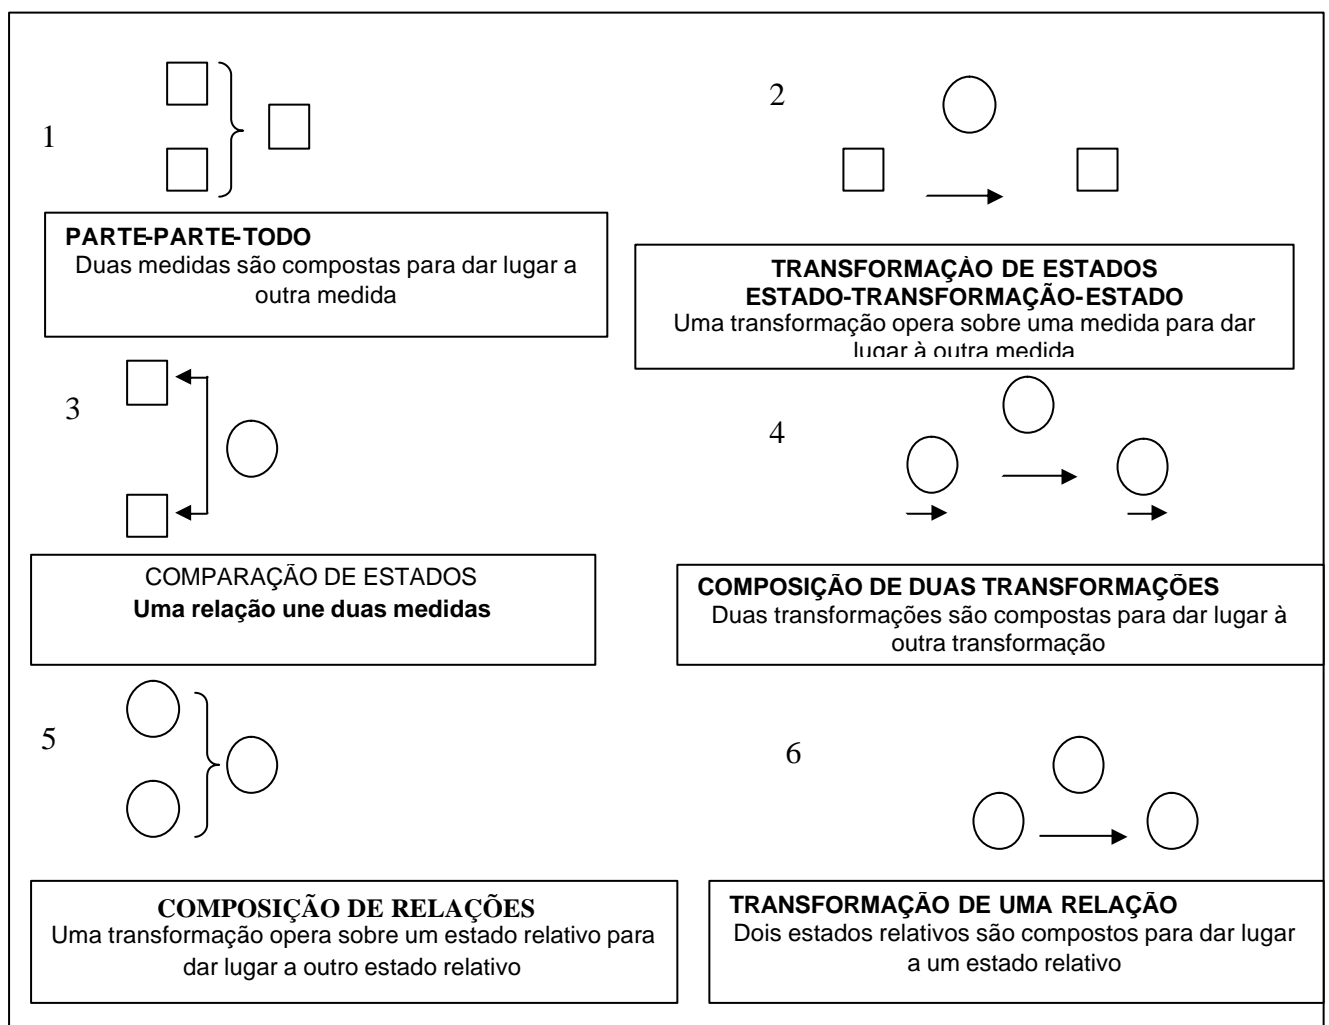 1
PARTE-PARTE-TODO
Duas medidas são compostas para dar lugar a
outra medida
2
TRANSFORMAÇÃO DE ESTADOS
ESTADO-TRANSFORMAÇÃO-ESTADO
Uma transformação opera sobre uma medida para dar
lugar à outra medida
3
COMPARAÇÃO DE ESTADOS
Uma relação une duas medidas
4
COMPOSIÇÃO DE DUAS TRANSFORMAÇÕES
Duas transformações são compostas para dar lugar à
outra transformação
5
COMPOSIÇÃO DE RELAÇÕES
Uma transformação opera sobre um estado relativo para
dar lugar a outro estado relativo
6
TRANSFORMAÇÃO DE UMA RELAÇÃO
Dois estados relativos são compostos para dar lugar
a um estado relativo